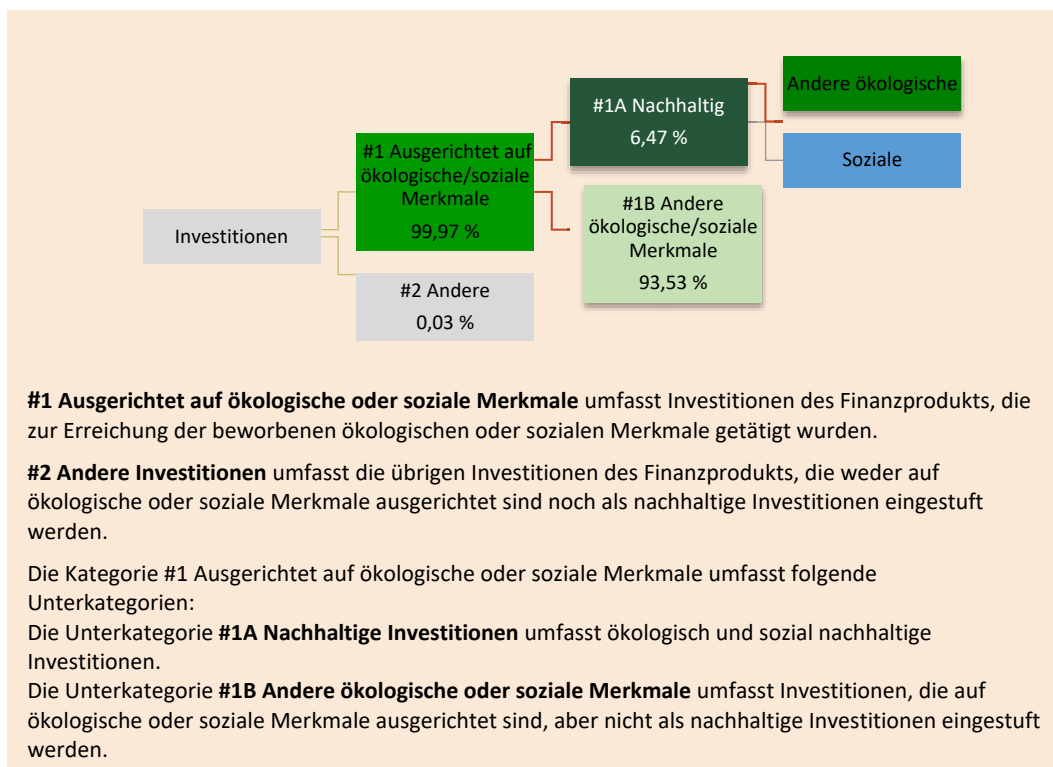 Andere ökologische
#1A Nachhaltig
6,47 %
Soziale
#1 Ausgerichtet auf
ökologische/soziale
Merkmale
99,97 %
#1B Andere
ökologische/soziale
Merkmale
93,53 %
Investitionen
#2 Andere
0,03 %
#1 Ausgerichtet auf ökologische oder soziale Merkmale umfasst Investitionen des Finanzprodukts, die
zur Erreichung der beworbenen ökologischen oder sozialen Merkmale getätigt wurden.
#2 Andere Investitionen umfasst die übrigen Investitionen des Finanzprodukts, die weder auf
ökologische oder soziale Merkmale ausgerichtet sind noch als nachhaltige Investitionen eingestuft
werden.
Die Kategorie #1 Ausgerichtet auf ökologische oder soziale Merkmale umfasst folgende
Unterkategorien:
Die Unterkategorie #1A Nachhaltige Investitionen umfasst ökologisch und sozial nachhaltige
Investitionen.
Die Unterkategorie #1B Andere ökologische oder soziale Merkmale umfasst Investitionen, die auf
ökologische oder soziale Merkmale ausgerichtet sind, aber nicht als nachhaltige Investitionen eingestuft
werden.